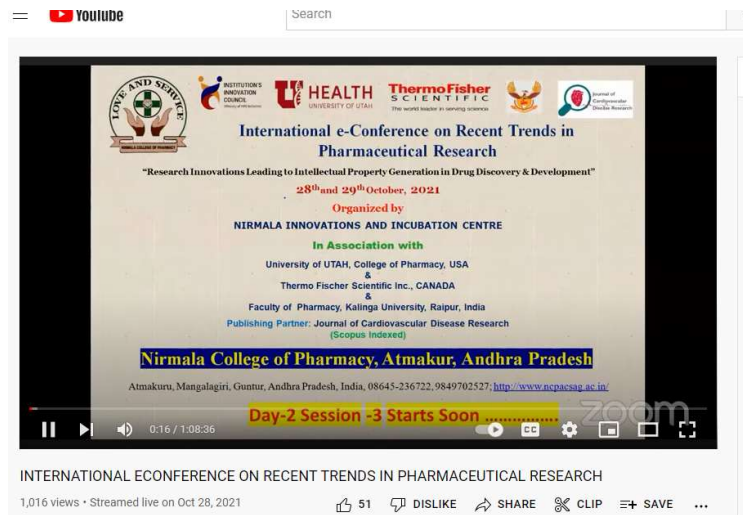 YouTube
Search
LOVE AND SERVICE
NIRMALA COLLEGE OF PHARMACY
INSTITUTION'S
INNOVATION
COUNCIL
HEALTH
UNIVERSITY OF UTAH
ThermoFisher
SCIENTIFIC
The world leader in serving science
Journal of
Cardiovascular
Disease Research
International e-Conference on Recent Trends in
Pharmaceutical Research
“Research Innovations Leading to Intellectual Property Generation in Drug Discovery & Development”
28th and 29th October, 2021
Organized by
NIRMALA INNOVATIONS AND INCUBATION CENTRE
In Association with
University of UTAH, College of Pharmacy, USA
&
Thermo Fischer Scientific Inc., CANADA
&
Faculty of Pharmacy, Kalinga University, Raipur, India
Publishing Partner: Journal of Cardiovascular Disease Research
(Scopus Indexed)
Nirmala College of Pharmacy, Atmakur, Andhra Pradesh
Atmakuru, Mangalagiri, Guntur, Andhra Pradesh, India, 08645-236722, 9849702527; http://www.ncpacsag.ac.in/
Day-2 Session -3 Starts Soon ................
zoom
0:16 / 1:08:36
CC
INTERNATIONAL ECONFERENCE ON RECENT TRENDS IN PHARMACEUTICAL RESEARCH
1,016 views • Streamed live on Oct 28, 2021
51 DISLIKE SHARE CLIP SAVE ...